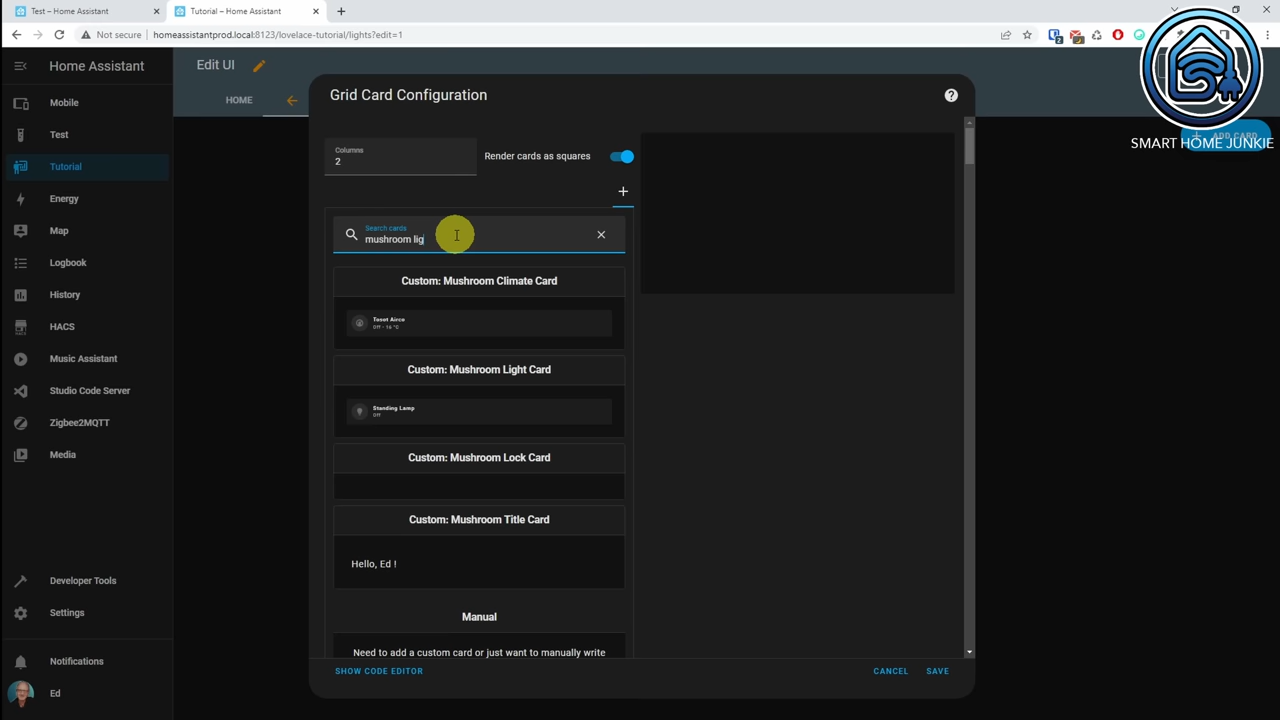 Test – Home Assistant
Tutorial – Home Assistant
Not secure
homeassistantprod.local:8123/lovelace-tutorial/lights?edit=1
Home Assistant
Edit UI
HOME
Mobile
Test
Tutorial
Energy
Map
Logbook
History
HACS
Music Assistant
Studio Code Server
Zigbee2MQTT
Media
Developer Tools
Settings
Notifications
Ed
Grid Card Configuration
Columns
2
Render cards as squares
Search cards
mushroom lig
Custom: Mushroom Climate Card
Toset Airco
Off - 16 °C
Custom: Mushroom Light Card
Standing Lamp
Off
Custom: Mushroom Lock Card
Custom: Mushroom Title Card
Hello, Ed !
Manual
Need to add a custom card or just want to manually write
SHOW CODE EDITOR
CANCEL
SAVE
ADD CARD
SMART HOME JUNKIE